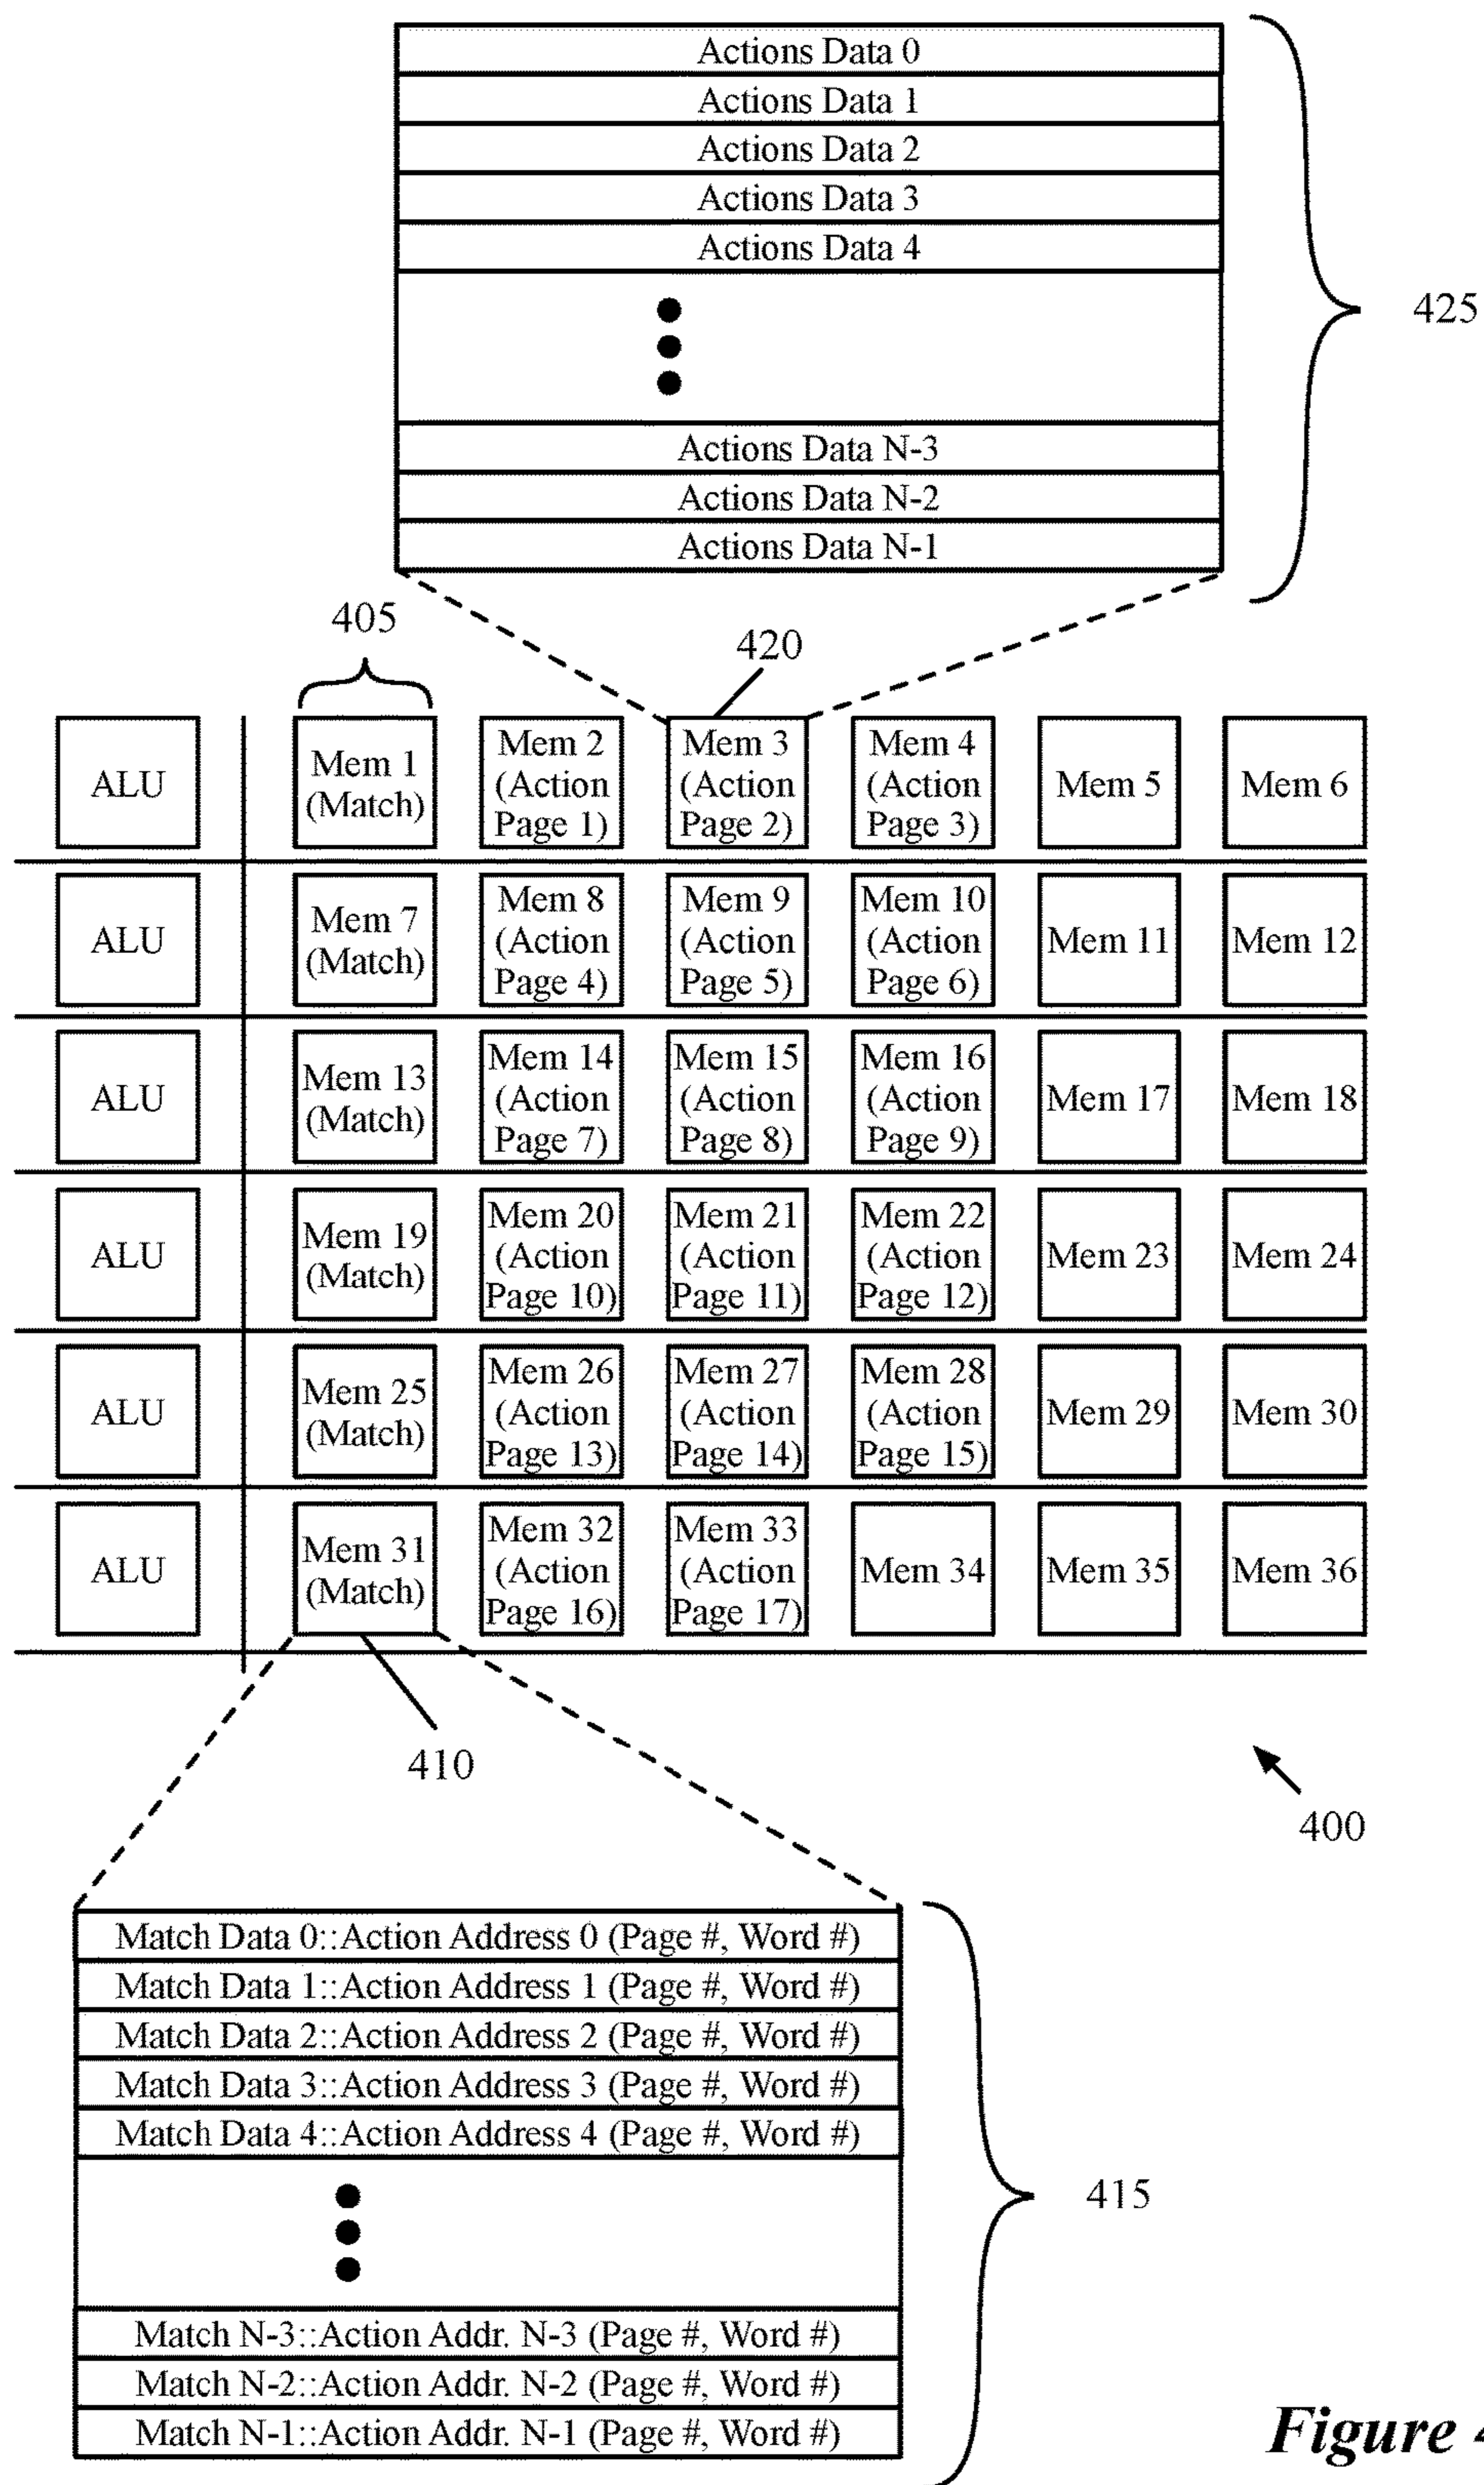 Actions Data 0
Actions Data 1
Actions Data 2
Actions Data 3
Actions Data 4
425
Actions Data N-3
Actions Data N-2
Actions Data N-1
405
420
ALU
Mem 1
(Match)
Mem 2
(Action
Page 1)
Mem 3
(Action
Page 2)
Mem 4
(Action
Page 3)
Mem 5
Mem 6
ALU
Mem 7
(Match)
Mem 8
(Action
Page 4)
Mem 9
(Action
Page 5)
Mem 10
(Action
Page 6)
Mem 11
Mem 12
ALU
Mem 13
(Match)
Mem 14
(Action
Page 7)
Mem 15
(Action
Page 8)
Mem 16
(Action
Page 9)
Mem 17
Mem 18
ALU
Mem 19
(Match)
Mem 20
(Action
Page 10)
Mem 21
(Action
Page 11)
Mem 22
(Action
Page 12)
Mem 23
Mem 24
ALU
Mem 25
(Match)
Mem 26
(Action
Page 13)
Mem 27
(Action
Page 14)
Mem 28
(Action
Page 15)
Mem 29
Mem 30
ALU
Mem 31
(Match)
Mem 32
(Action
Page 16)
Mem 33
(Action
Page 17)
Mem 34
Mem 35
Mem 36
410
400
Match Data 0::Action Address 0 (Page #, Word #)
Match Data 1::Action Address 1 (Page #, Word #)
Match Data 2::Action Address 2 (Page #, Word #)
Match Data 3::Action Address 3 (Page #, Word #)
Match Data 4::Action Address 4 (Page #, Word #)
415
Match N-3::Action Addr. N-3 (Page #, Word #)
Match N-2::Action Addr. N-2 (Page #, Word #)
Match N-1::Action Addr. N-1 (Page #, Word #)
Figure 4